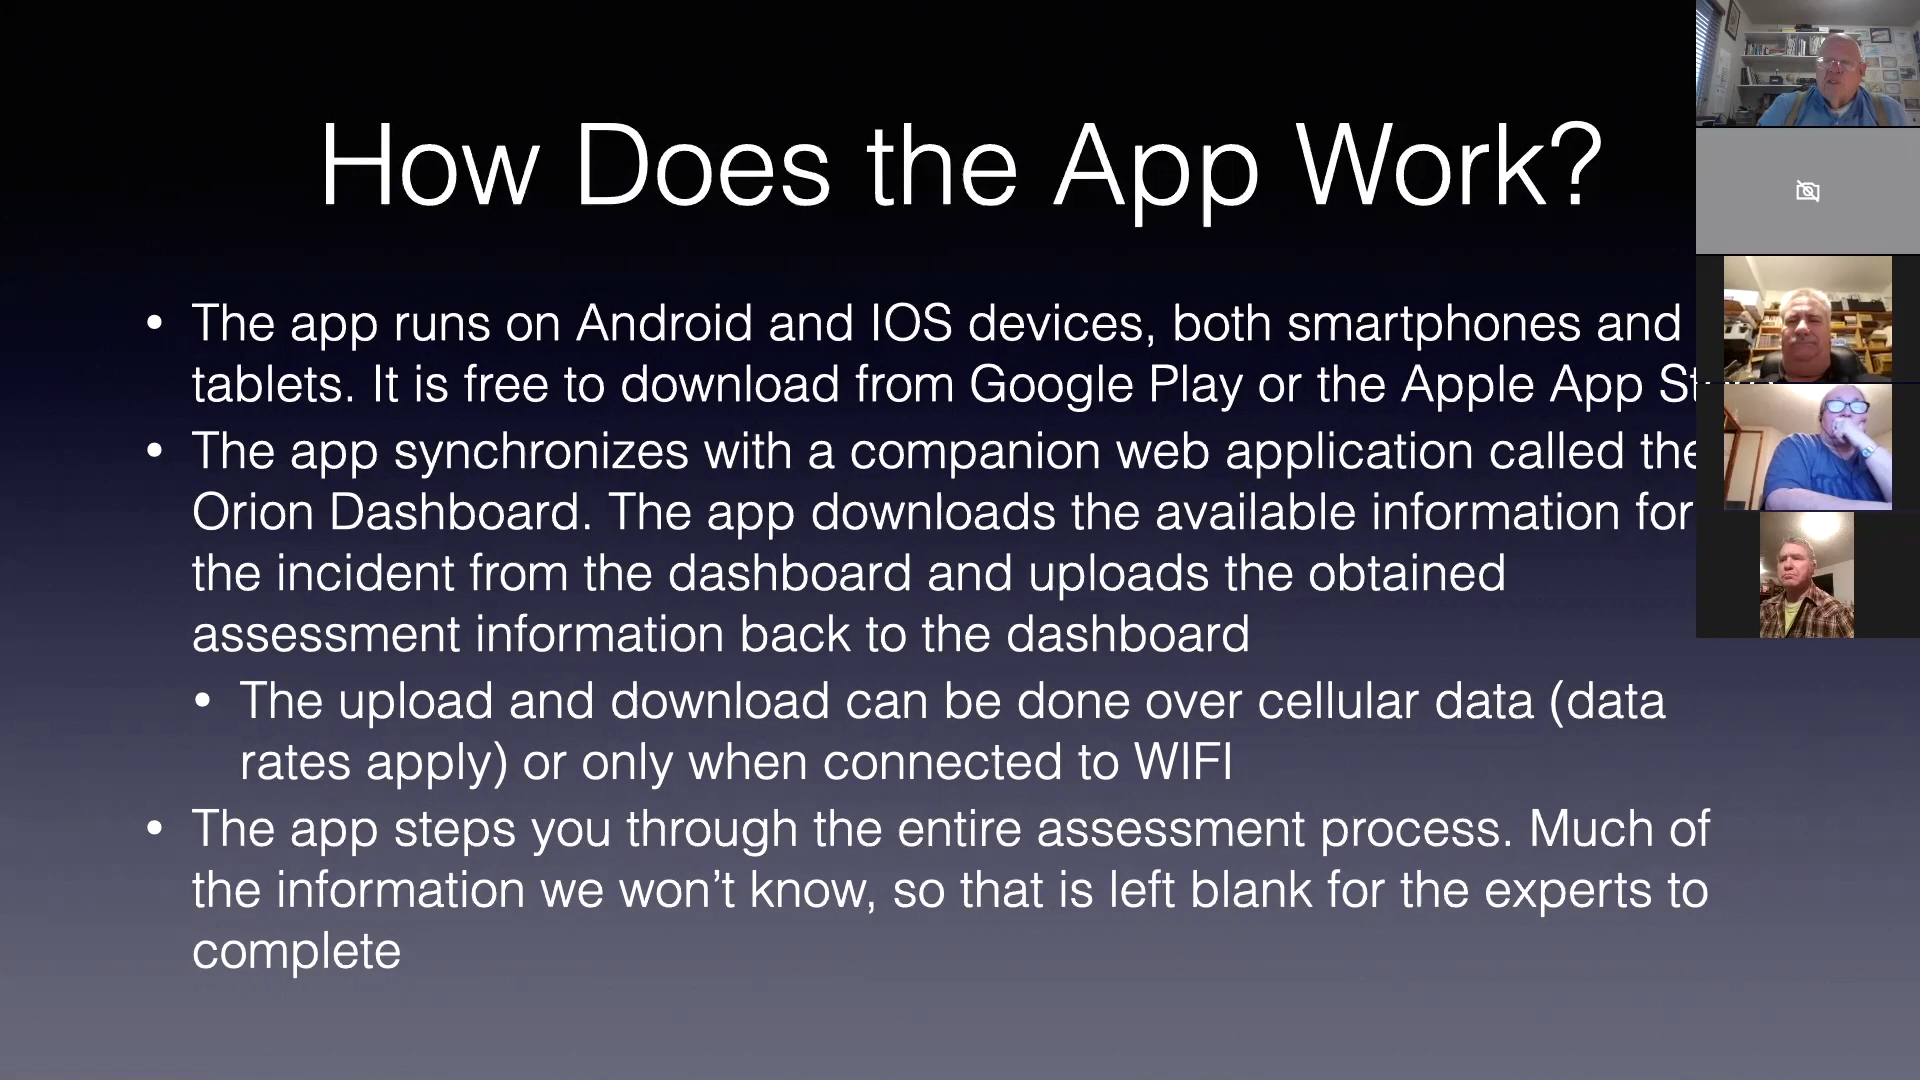 How Does the App Work?
• The app runs on Android and IOS devices, both smartphones and
tablets. It is free to download from Google Play or the Apple App
• The app synchronizes with a companion web application called the
Orion Dashboard. The app downloads the available information for
the incident from the dashboard and uploads the obtained
assessment information back to the dashboard
• The upload and download can be done over cellular data (data
rates apply) or only when connected to WIFI
• The app steps you through the entire assessment process. Much of
the information we won’t know, so that is left blank for the experts to
complete